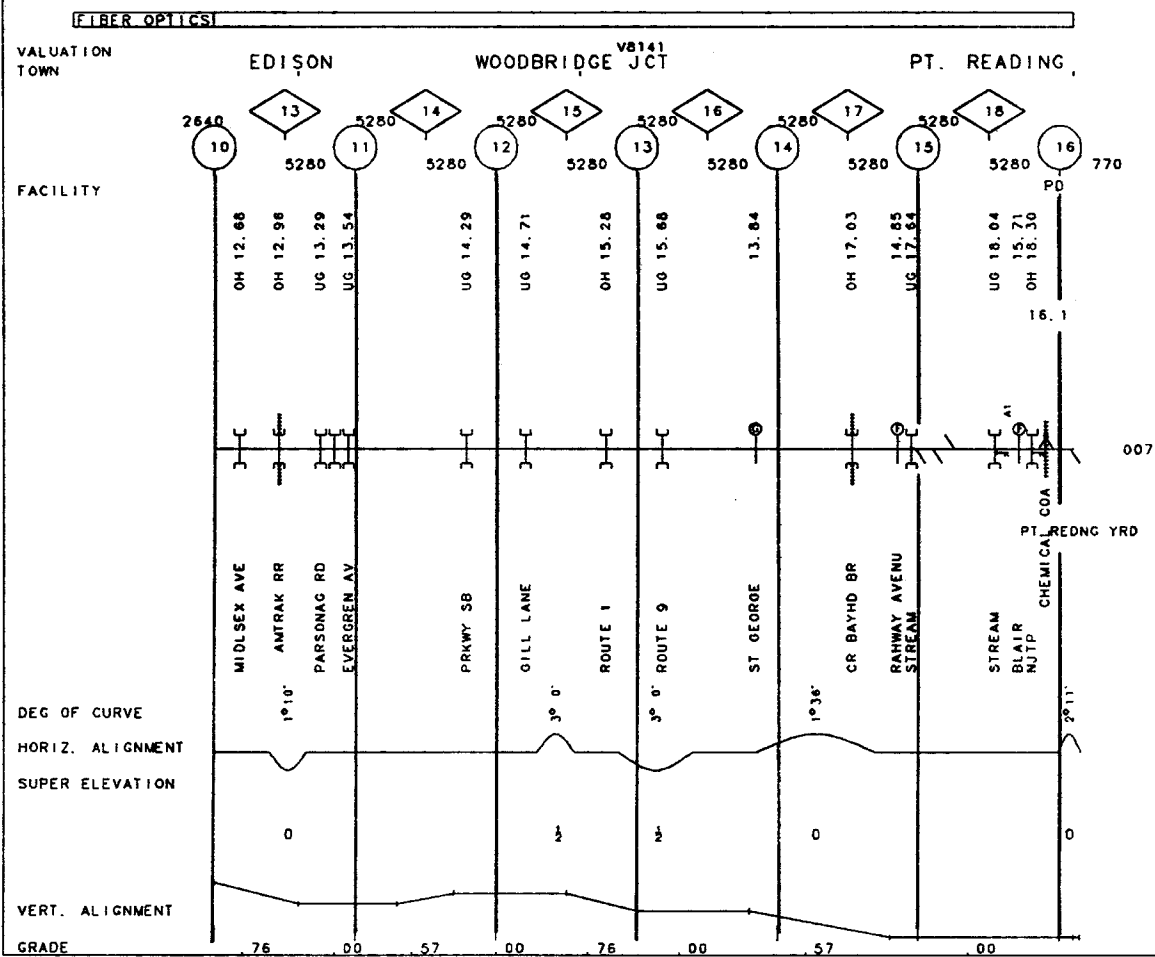 FIBER OPTICS
VALUATION V8141
TOWN EDISON WOODBRIDGE JCT PT. READING
13 14 15 16 17 18
2640 5280 5280 5280 5280 5280
10 11 12 13 14 15 16
5280 5280 5280 5280 5280 5280 770
FACILITY
PD
OH 12.68
OH 12.98
UG 13.29
UG 13.54
UG 14.29
UG 14.71
OH 15.28
UG 15.68
13.84
OH 17.03
14.85
UG 17.64
UG 18.04
15.71
OH 18.30
16.1
A1
G
F
F
007
PT REDNG YRD
MIDLSEX AVE
AMTRAK RR
PARSONAG RD
EVERGREN AV
PRKWY SB
GILL LANE
ROUTE 1
ROUTE 9
ST GEORGE
CR BAYHD BR
RAHWAY AVENU
STREAM
STREAM
BLAIR
NJTP
CHEMICAL COA
DEG OF CURVE 1°10' 3° 0' 3° 0' 1°36' 2°11'
HORIZ. ALIGNMENT
SUPER ELEVATION
0 ½ ½ 0 0
VERT. ALIGNMENT
GRADE .76 .00 .57 .00 .76 .00 .57 .00